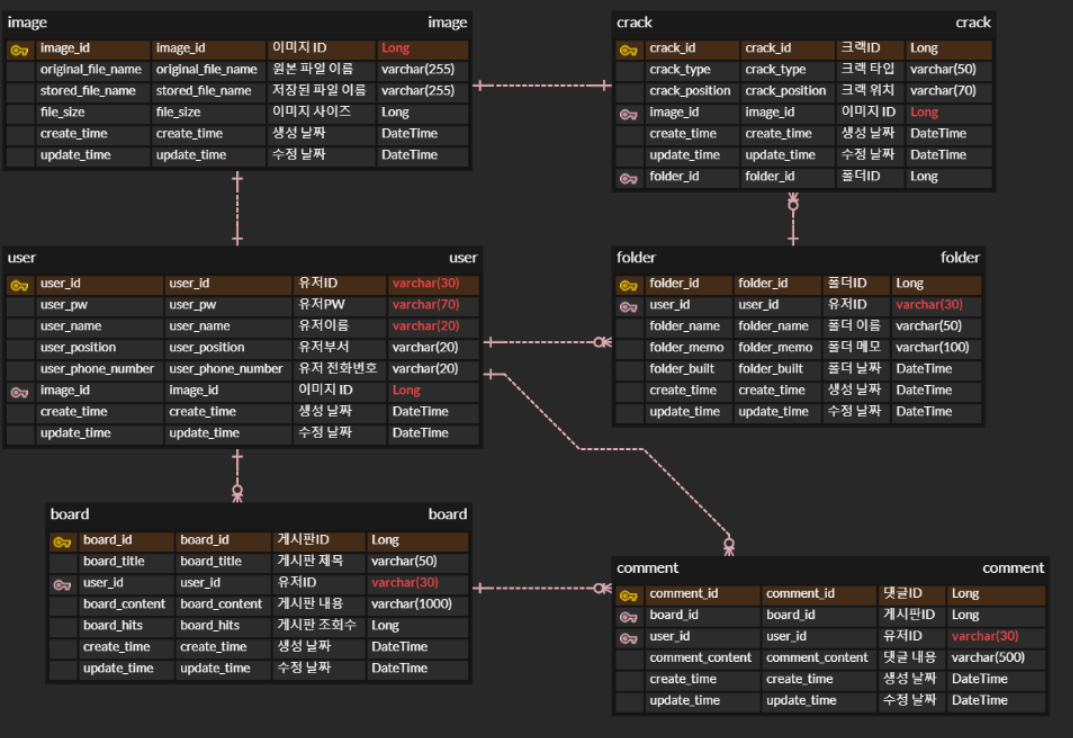 image image
image_id image_id 이미지 ID Long
original_file_name original_file_name 원본 파일 이름 varchar(255)
stored_file_name stored_file_name 저장된 파일 이름 varchar(255)
file_size file_size 이미지 사이즈 Long
create_time create_time 생성 날짜 DateTime
update_time update_time 수정 날짜 DateTime
crack crack
crack_id crack_id 크랙ID Long
crack_type crack_type 크랙 타입 varchar(50)
crack_position crack_position 크랙 위치 varchar(70)
image_id image_id 이미지 ID Long
create_time create_time 생성 날짜 DateTime
update_time update_time 수정 날짜 DateTime
folder_id folder_id 폴더ID Long
user user
user_id user_id 유저ID varchar(30)
user_pw user_pw 유저PW varchar(70)
user_name user_name 유저이름 varchar(20)
user_position user_position 유저부서 varchar(20)
user_phone_number user_phone_number 유저 전화번호 varchar(20)
image_id image_id 이미지 ID Long
create_time create_time 생성 날짜 DateTime
update_time update_time 수정 날짜 DateTime
folder folder
folder_id folder_id 폴더ID Long
user_id user_id 유저ID varchar(30)
folder_name folder_name 폴더 이름 varchar(50)
folder_memo folder_memo 폴더 메모 varchar(100)
folder_built folder_built 폴더 날짜 DateTime
create_time create_time 생성 날짜 DateTime
update_time update_time 수정 날짜 DateTime
board board
board_id board_id 게시판ID Long
board_title board_title 게시판 제목 varchar(50)
user_id user_id 유저ID varchar(30)
board_content board_content 게시판 내용 varchar(1000)
board_hits board_hits 게시판 조회수 Long
create_time create_time 생성 날짜 DateTime
update_time update_time 수정 날짜 DateTime
comment comment
comment_id comment_id 댓글ID Long
board_id board_id 게시판ID Long
user_id user_id 유저ID varchar(30)
comment_content comment_content 댓글 내용 varchar(500)
create_time create_time 생성 날짜 DateTime
update_time update_time 수정 날짜 DateTime